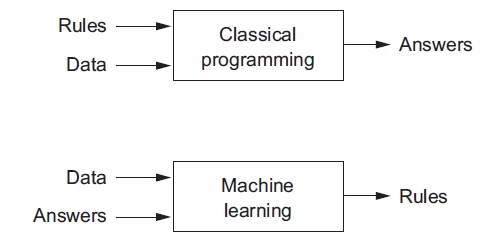 Rules
Data
Classical
programming
Answers
Data
Answers
Machine
learning
Rules